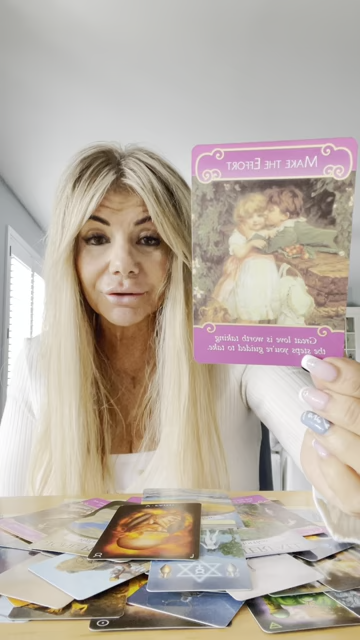 MAKE THE EFFORT
Great love is worth taking
the steps you're guided to take.